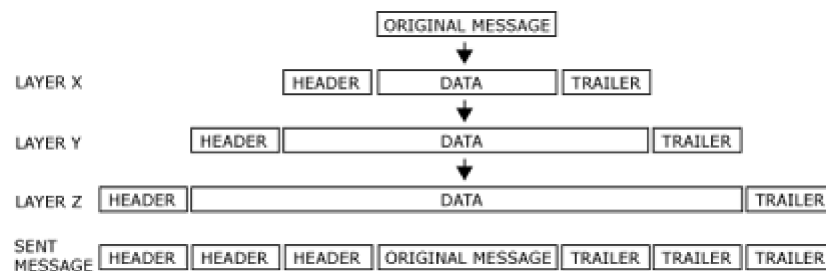 ORIGINAL MESSAGE
LAYER X HEADER DATA TRAILER
LAYER Y HEADER DATA TRAILER
LAYER Z HEADER DATA TRAILER
SENT
MESSAGE HEADER HEADER HEADER ORIGINAL MESSAGE TRAILER TRAILER TRAILER